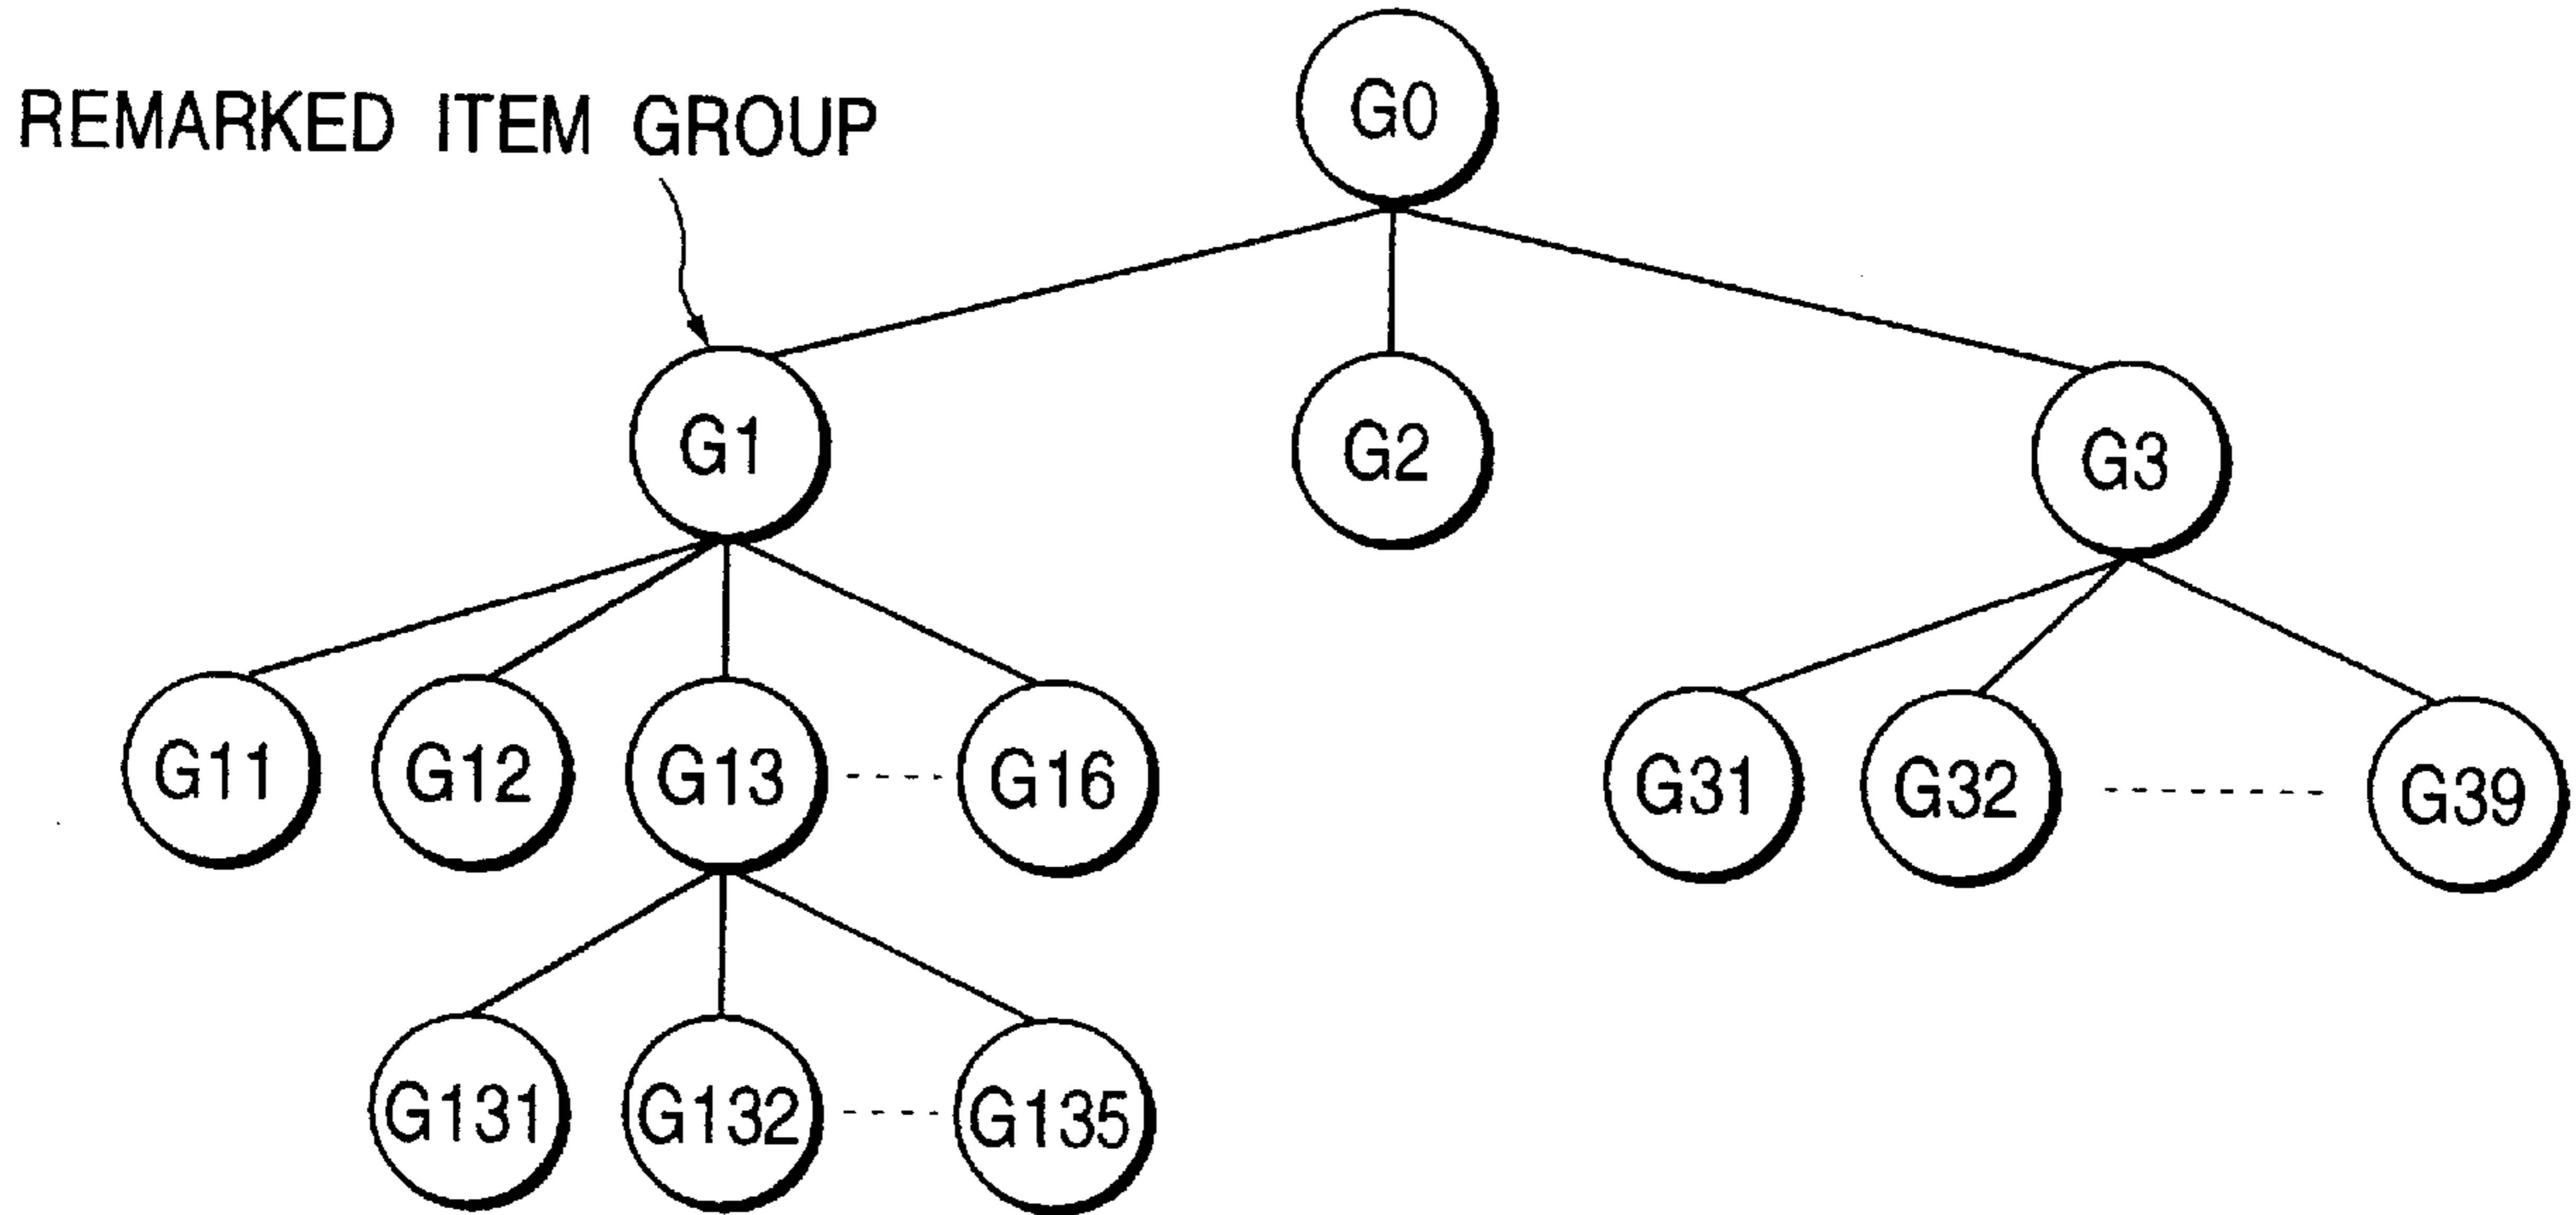 G0
REMARKED ITEM GROUP
G1
G2
G3
G11
G12
G13
G16
G31
G32
G39
G131
G132
G135